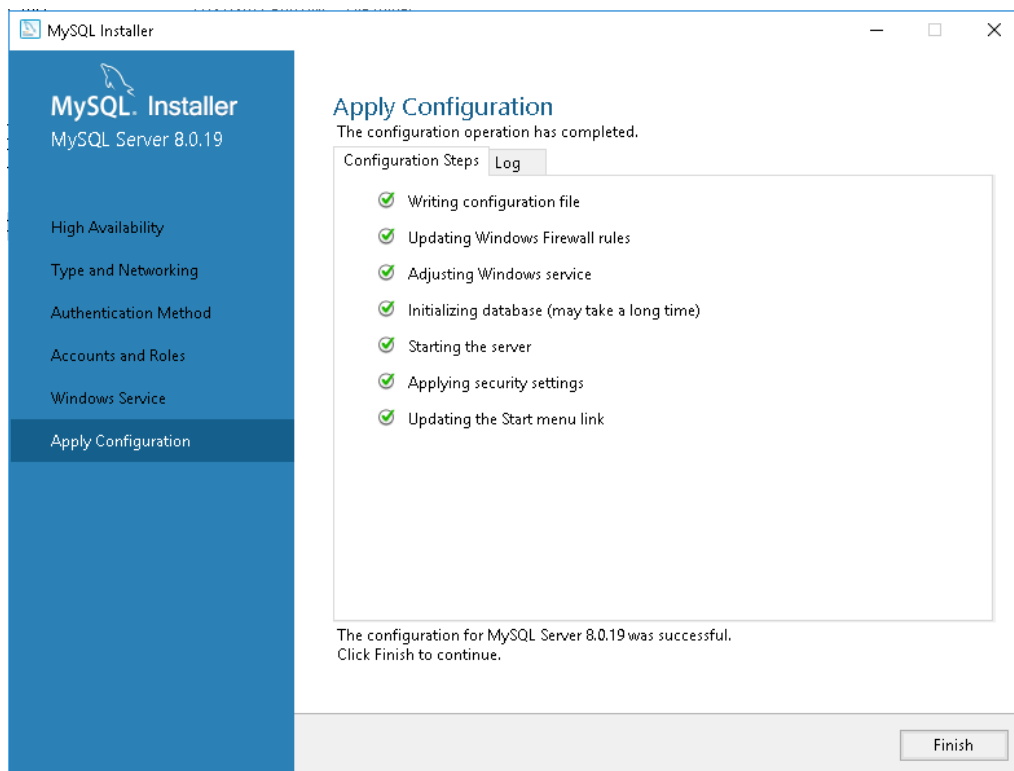 MySQL Installer
MySQL. Installer
MySQL Server 8.0.19
High Availability
Type and Networking
Authentication Method
Accounts and Roles
Windows Service
Apply Configuration
Apply Configuration
The configuration operation has completed.
Configuration Steps Log
Writing configuration file
Updating Windows Firewall rules
Adjusting Windows service
Initializing database (may take a long time)
Starting the server
Applying security settings
Updating the Start menu link
The configuration for MySQL Server 8.0.19 was successful.
Click Finish to continue.
Finish